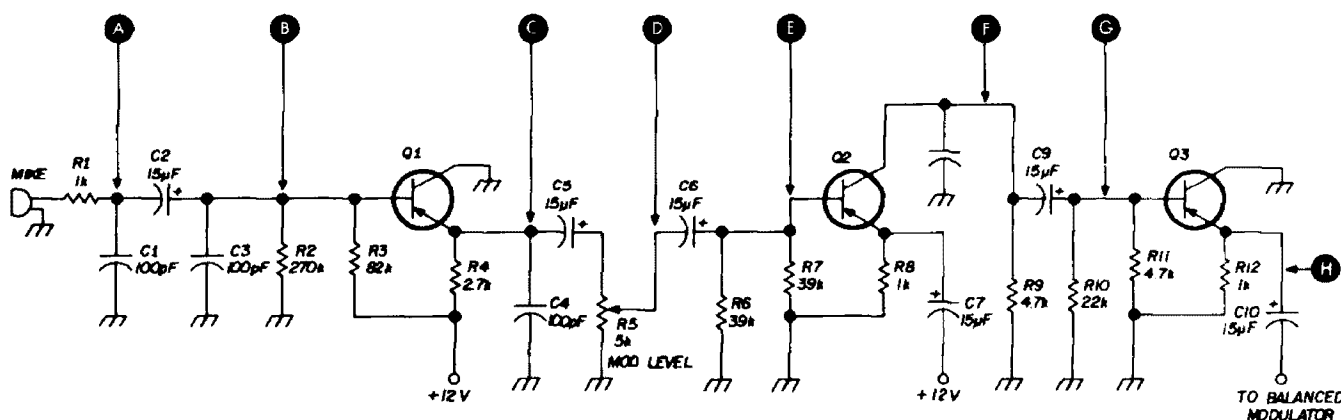 A
B
C
D
E
F
G
MIKE
R1
1k
C2
15µF
+
C1
100pF
C3
100pF
R2
270k
R3
82k
Q1
R4
2.7k
+12V
C4
100pF
C5
15µF
+
R5
5k
MOD LEVEL
C6
15µF
+
R6
39k
R7
39k
Q2
R8
1k
+
C7
15µF
+12V
R9
4.7k
C9
15µF
+
R10
22k
R11
4.7k
Q3
R12
1k
H
+
C10
15µF
TO BALANCED
MODULATOR